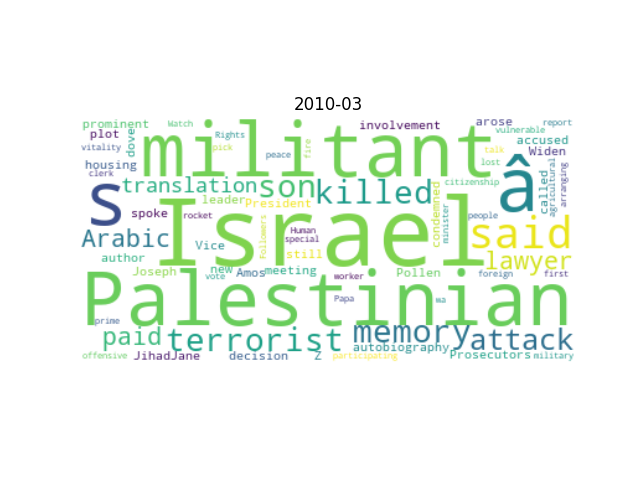 2010-03
prominent Watch involvement arose report
plot dove Rights militant fire vulnerable accused
vitality pick peace talk Widen
clerk lost
housing translation son killed â called agricultural arranging
citizenship
s leader President condemned
spoke rocket Israel minister people
Arabic Vice Followers Human special said
author still lawyer
Joseph new Amos meeting Pollen foreign first
vote worker
Palestinian
Papa wa
prime
paid terrorist memory attack
autobiography
offensive JihadJane decision Z participating Prosecutors military